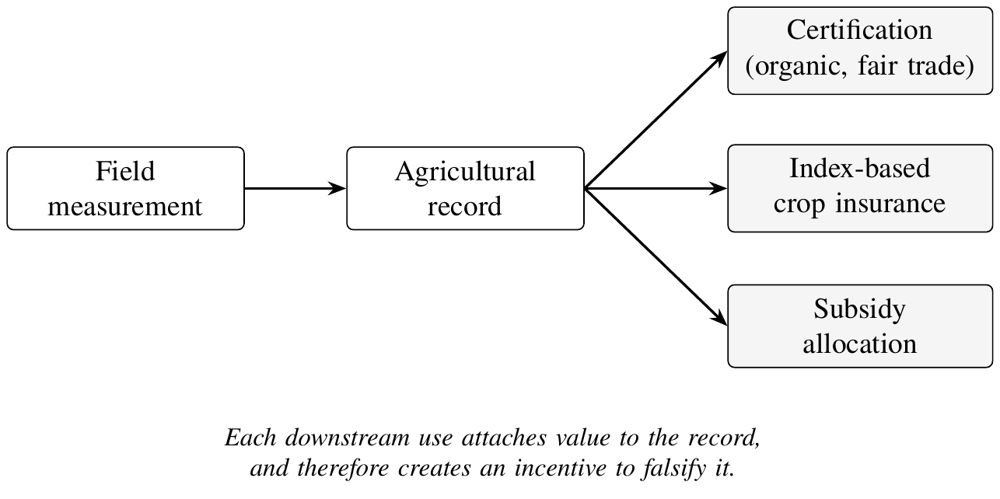 Field
measurement
Agricultural
record
Certification
(organic, fair trade)
Index-based
crop insurance
Subsidy
allocation
Each downstream use attaches value to the record,
and therefore creates an incentive to falsify it.